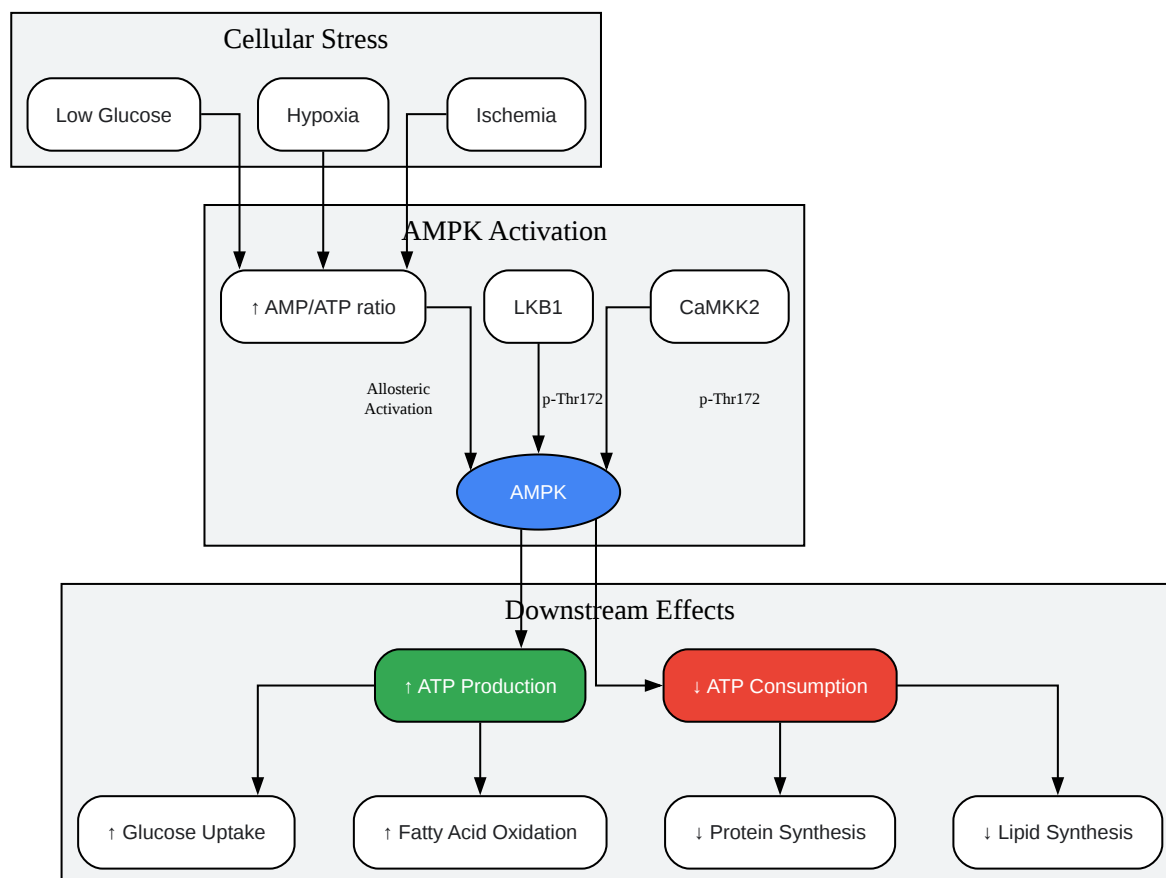 Cellular Stress
Low Glucose
Hypoxia
Ischemia
AMPK Activation
↑ AMP/ATP ratio
LKB1
CaMKK2
Allosteric
Activation
p-Thr172
p-Thr172
AMPK
Downstream Effects
↑ ATP Production
↓ ATP Consumption
↑ Glucose Uptake
↑ Fatty Acid Oxidation
↓ Protein Synthesis
↓ Lipid Synthesis